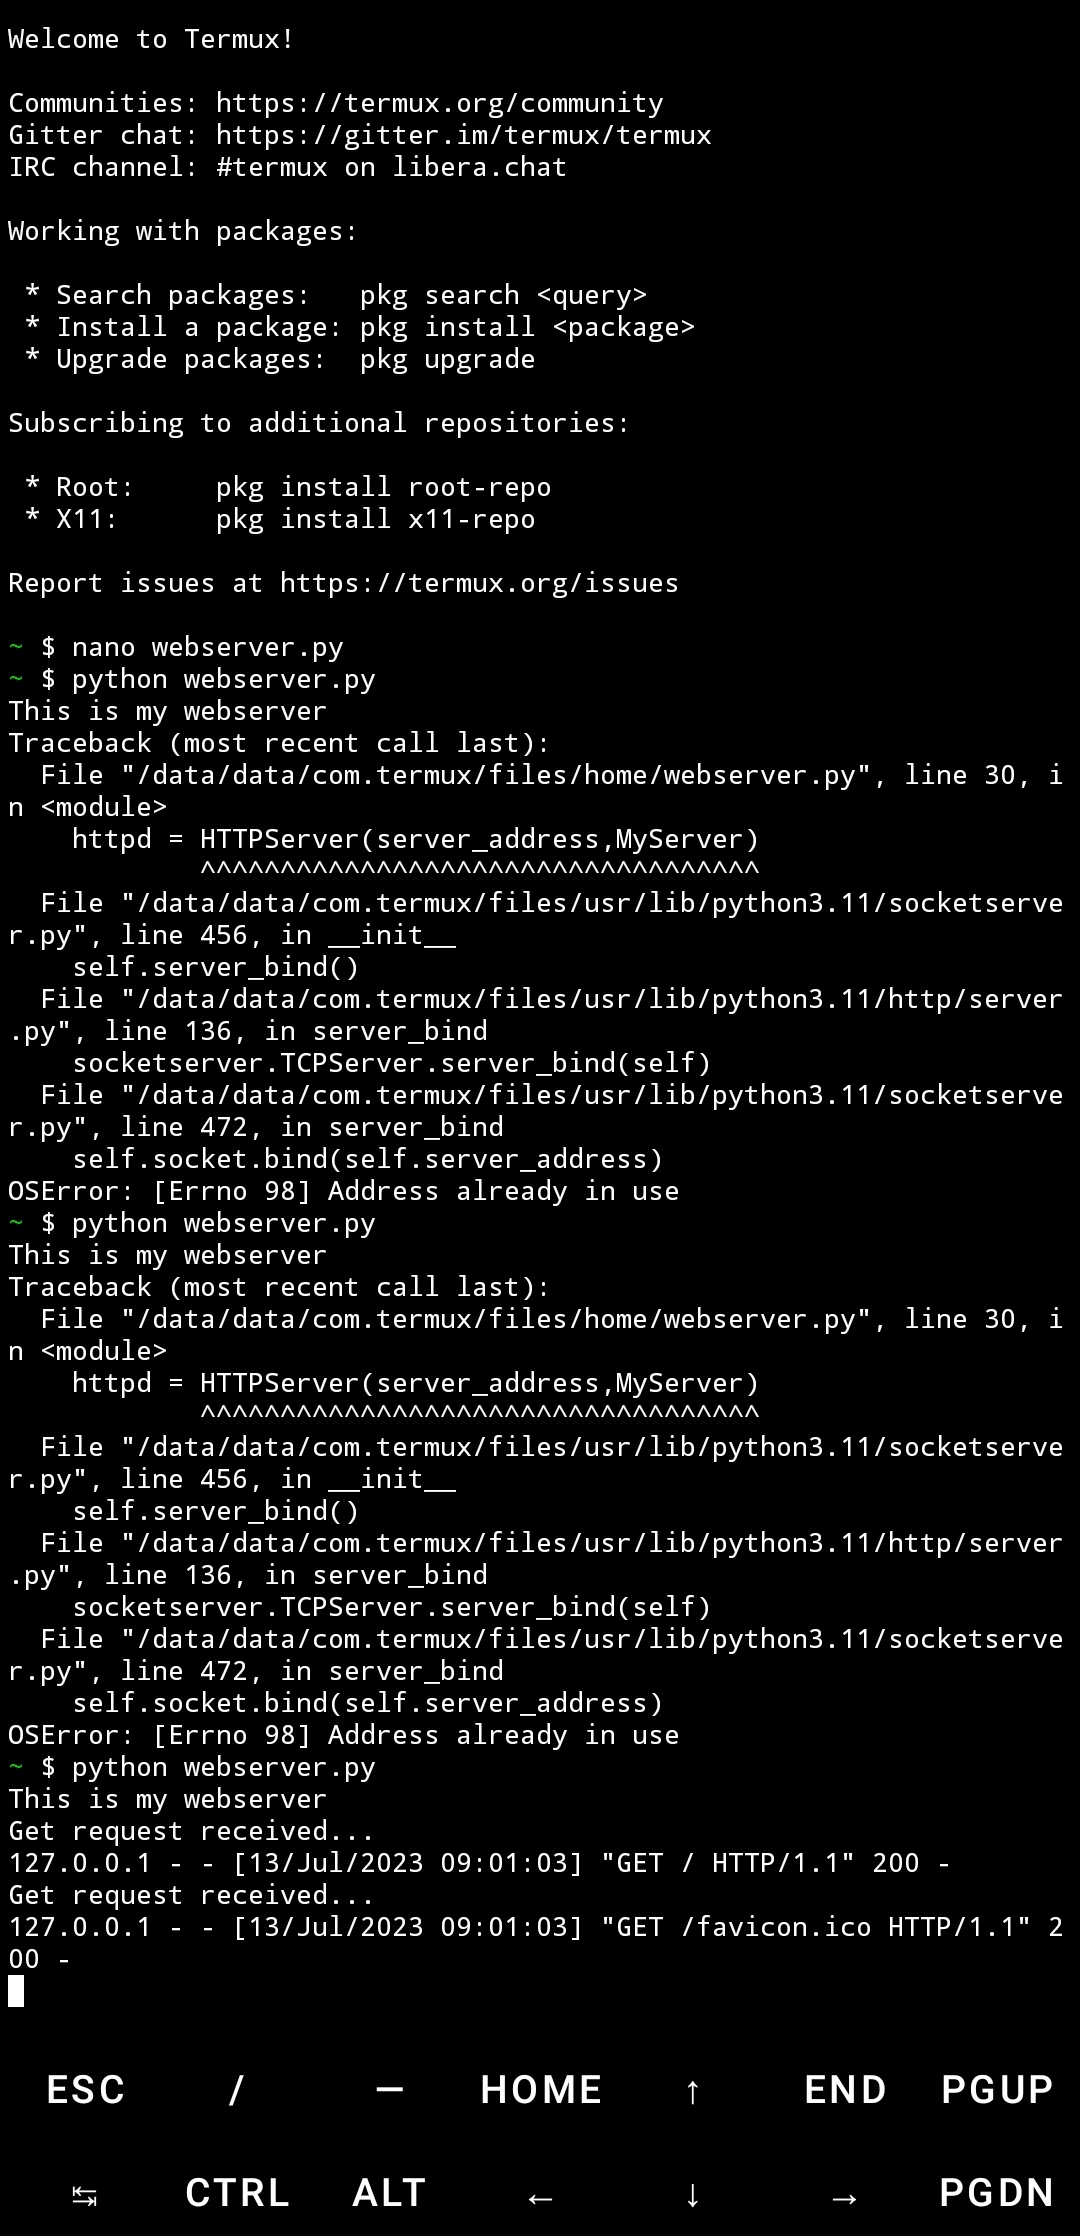 Welcome to Termux!
Communities: https://termux.org/community
Gitter chat: https://gitter.im/termux/termux
IRC channel: #termux on libera.chat
Working with packages:
* Search packages:   pkg search <query>
* Install a package: pkg install <package>
* Upgrade packages:  pkg upgrade
Subscribing to additional repositories:
* Root:     pkg install root-repo
* X11:      pkg install x11-repo
Report issues at https://termux.org/issues
~ $ nano webserver.py
~ $ python webserver.py
This is my webserver
Traceback (most recent call last):
  File "/data/data/com.termux/files/home/webserver.py", line 30, i
n <module>
    httpd = HTTPServer(server_address,MyServer)
            ^^^^^^^^^^^^^^^^^^^^^^^^^^^^^^^^^^^
  File "/data/data/com.termux/files/usr/lib/python3.11/socketserve
r.py", line 456, in __init__
    self.server_bind()
  File "/data/data/com.termux/files/usr/lib/python3.11/http/server
.py", line 136, in server_bind
    socketserver.TCPServer.server_bind(self)
  File "/data/data/com.termux/files/usr/lib/python3.11/socketserve
r.py", line 472, in server_bind
    self.socket.bind(self.server_address)
OSError: [Errno 98] Address already in use
~ $ python webserver.py
This is my webserver
Traceback (most recent call last):
  File "/data/data/com.termux/files/home/webserver.py", line 30, i
n <module>
    httpd = HTTPServer(server_address,MyServer)
            ^^^^^^^^^^^^^^^^^^^^^^^^^^^^^^^^^^^
  File "/data/data/com.termux/files/usr/lib/python3.11/socketserve
r.py", line 456, in __init__
    self.server_bind()
  File "/data/data/com.termux/files/usr/lib/python3.11/http/server
.py", line 136, in server_bind
    socketserver.TCPServer.server_bind(self)
  File "/data/data/com.termux/files/usr/lib/python3.11/socketserve
r.py", line 472, in server_bind
    self.socket.bind(self.server_address)
OSError: [Errno 98] Address already in use
~ $ python webserver.py
This is my webserver
Get request received...
127.0.0.1 - - [13/Jul/2023 09:01:03] "GET / HTTP/1.1" 200 -
Get request received...
127.0.0.1 - - [13/Jul/2023 09:01:03] "GET /favicon.ico HTTP/1.1" 2
00 -
ESC / — HOME ↑ END PGUP
↹ CTRL ALT ← ↓ → PGDN